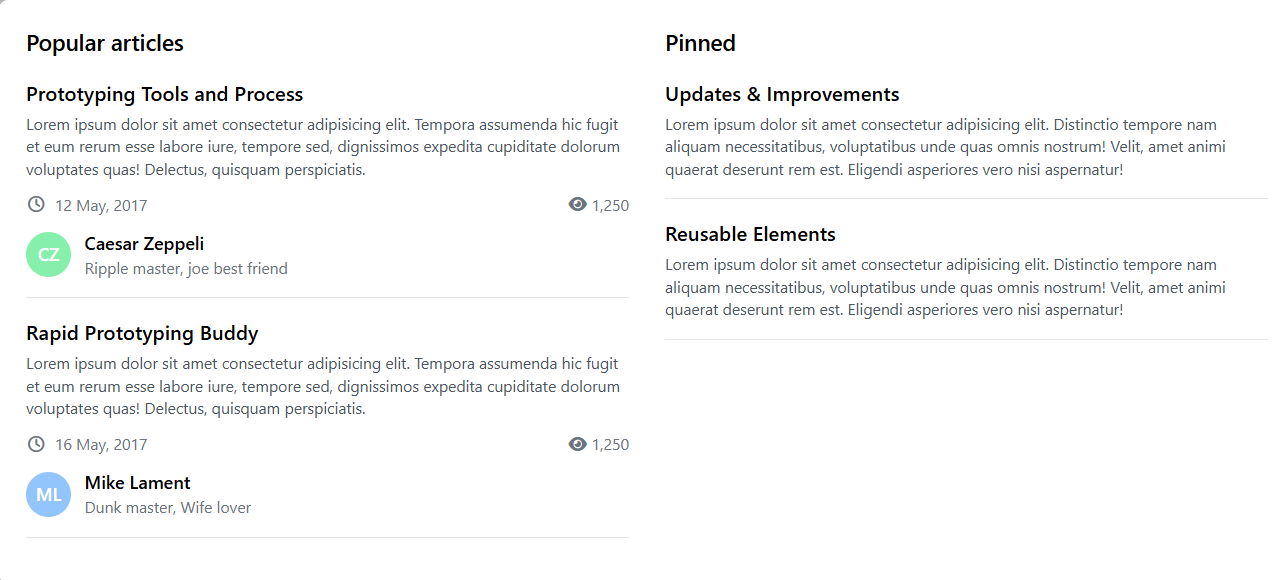 Popular articles
Prototyping Tools and Process
Lorem ipsum dolor sit amet consectetur adipisicing elit. Tempora assumenda hic fugit
et eum rerum esse labore iure, tempore sed, dignissimos expedita cupiditate dolorum
voluptates quas! Delectus, quisquam perspiciatis.
12 May, 2017
1,250
CZ
Caesar Zeppeli
Ripple master, joe best friend
Rapid Prototyping Buddy
Lorem ipsum dolor sit amet consectetur adipisicing elit. Tempora assumenda hic fugit
et eum rerum esse labore iure, tempore sed, dignissimos expedita cupiditate dolorum
voluptates quas! Delectus, quisquam perspiciatis.
16 May, 2017
1,250
ML
Mike Lament
Dunk master, Wife lover
Pinned
Updates & Improvements
Lorem ipsum dolor sit amet consectetur adipisicing elit. Distinctio tempore nam
aliquam necessitatibus, voluptatibus unde quas omnis nostrum! Velit, amet animi
quaerat deserunt rem est. Eligendi asperiores vero nisi aspernatur!
Reusable Elements
Lorem ipsum dolor sit amet consectetur adipisicing elit. Distinctio tempore nam
aliquam necessitatibus, voluptatibus unde quas omnis nostrum! Velit, amet animi
quaerat deserunt rem est. Eligendi asperiores vero nisi aspernatur!